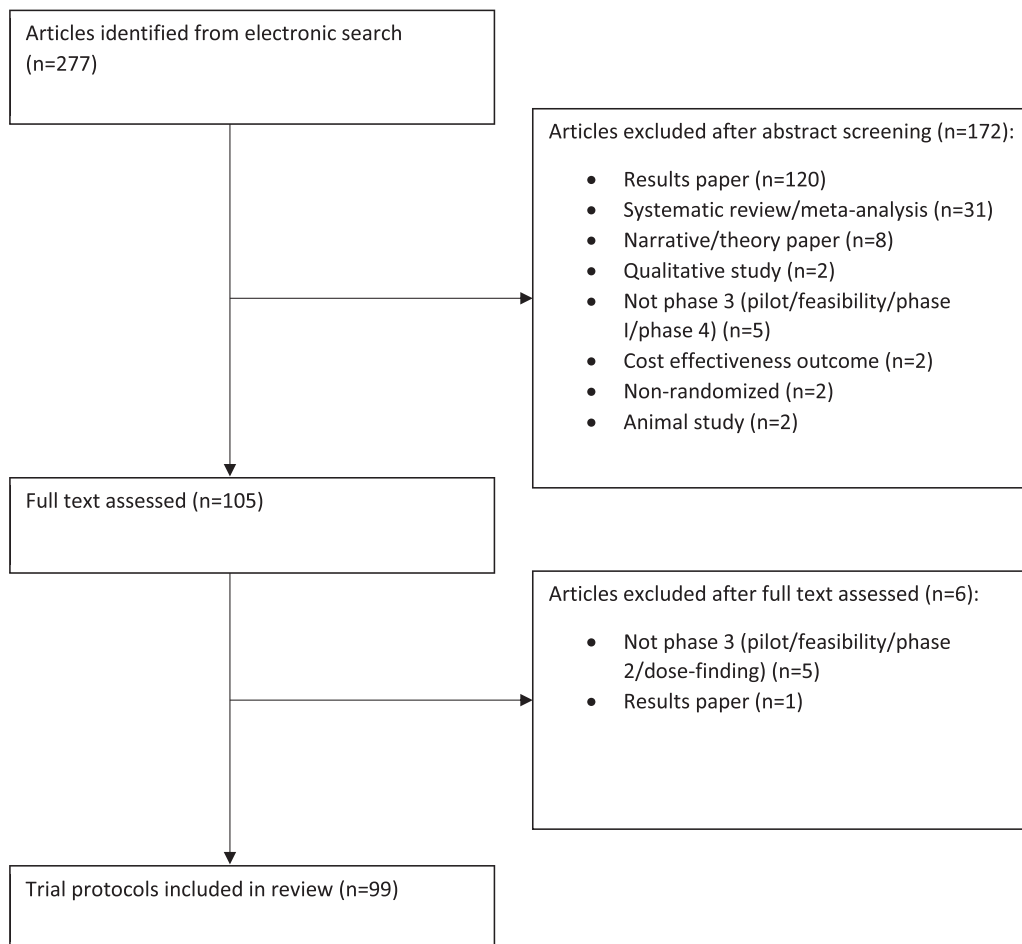 Articles identified from electronic search
(n=277)
Articles excluded after abstract screening (n=172):
• Results paper (n=120)
• Systematic review/meta-analysis (n=31)
• Narrative/theory paper (n=8)
• Qualitative study (n=2)
• Not phase 3 (pilot/feasibility/phase
I/phase 4) (n=5)
• Cost effectiveness outcome (n=2)
• Non-randomized (n=2)
• Animal study (n=2)
Full text assessed (n=105)
Articles excluded after full text assessed (n=6):
• Not phase 3 (pilot/feasibility/phase
2/dose-finding) (n=5)
• Results paper (n=1)
Trial protocols included in review (n=99)